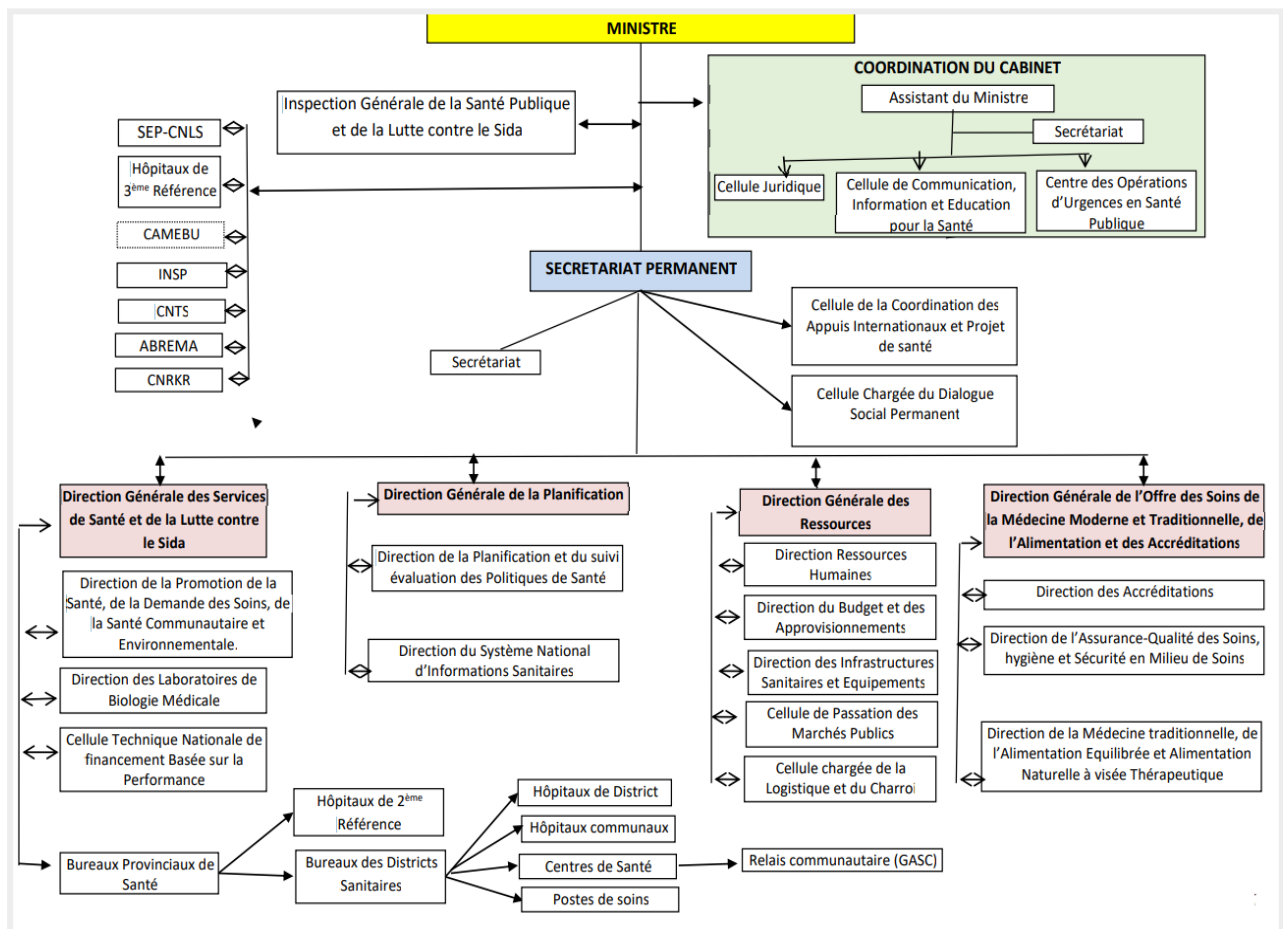 MINISTRE
COORDINATION DU CABINET
Assistant du Ministre
Secrétariat
Cellule Juridique
Cellule de Communication,
Information et Education
pour la Santé
Centre des Opérations
d'Urgences en Santé
Publique
Inspection Générale de la Santé Publique
et de la Lutte contre le Sida
SEP-CNLS
Hôpitaux de
3ème Référence
CAMEBU
INSP
CNTS
ABREMA
CNRKR
SECRETARIAT PERMANENT
Secrétariat
Cellule de la Coordination des
Appuis Internationaux et Projet
de santé
Cellule Chargée du Dialogue
Social Permanent
Direction Générale des Services
de Santé et de la Lutte contre
le Sida
Direction de la Promotion de la
Santé, de la Demande des Soins, de
la Santé Communautaire et
Environnementale.
Direction des Laboratoires de
Biologie Médicale
Cellule Technique Nationale de
financement Basée sur la
Performance
Bureaux Provinciaux de
Santé
Hôpitaux de 2ème
Référence
Bureaux des Districts
Sanitaires
Hôpitaux de District
Hôpitaux communaux
Centres de Santé
Postes de soins
Relais communautaire (GASC)
Direction Générale de la Planification
Direction de la Planification et du suivi
évaluation des Politiques de Santé
Direction du Système National
d'Informations Sanitaires
Direction Générale des
Ressources
Direction Ressources
Humaines
Direction du Budget et des
Approvisionnements
Direction des Infrastructures
Sanitaires et Equipements
Cellule de Passation des
Marchés Publics
Cellule chargée de la
Logistique et du Charroi
Direction Générale de l'Offre des Soins de
la Médecine Moderne et Traditionnelle, de
l'Alimentation et des Accréditations
Direction des Accréditations
Direction de l'Assurance-Qualité des Soins,
hygiène et Sécurité en Milieu de Soins
Direction de la Médecine traditionnelle, de
l'Alimentation Equilibrée et Alimentation
Naturelle à visée Thérapeutique